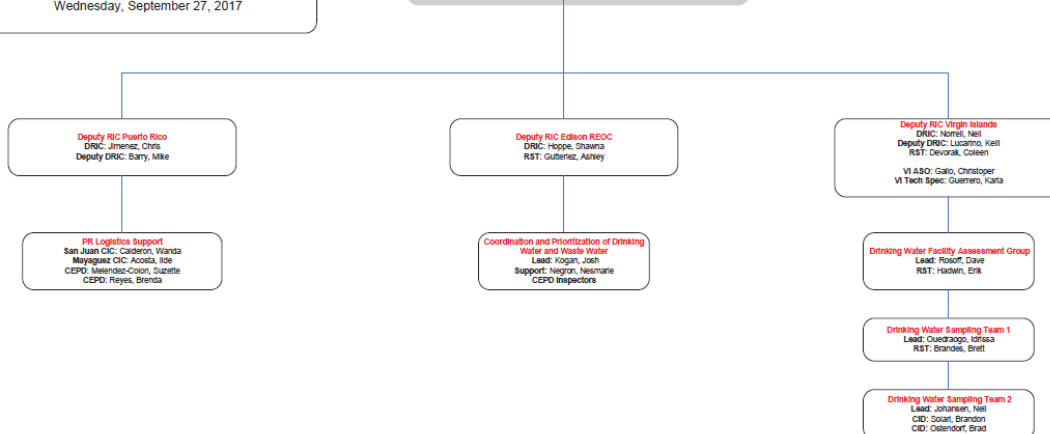 Wednesday, September 27, 2017
Deputy RIC Puerto Rico
DRIC: Jimenez, Chris
Deputy DRIC: Barry, Mike
Deputy RIC Edison REOC
DRIC: Hoppe, Shawna
RST: Gutierlez, Ashley
Deputy RIC Virgin Islands
DRIC: Norrell, Neil
Deputy DRIC: Lucarino, Kelli
RST: Devorak, Coleen
VI ASO: Gallo, Christoper
VI Tech Spec: Guerrero, Karla
PR Logistics Support
San Juan CIC: Calderon, Wanda
Mayaguez CIC: Acosta, Ilde
CEPD: Melendez-Colon, Suzette
CEPD: Reyes, Brenda
Coordination and Prioritization of Drinking
Water and Waste Water
Lead: Kogan, Josh
Support: Negron, Nesmarie
CEPD Inspectors
Drinking Water Facility Assessment Group
Lead: Rosoff, Dave
RST: Hadwin, Erik
Drinking Water Sampling Team 1
Lead: Ouedraogo, Idrissa
RST: Brandes, Brett
Drinking Water Sampling Team 2
Lead: Johansen, Neil
CID: Solari, Brandon
CID: Ostendorf, Brad